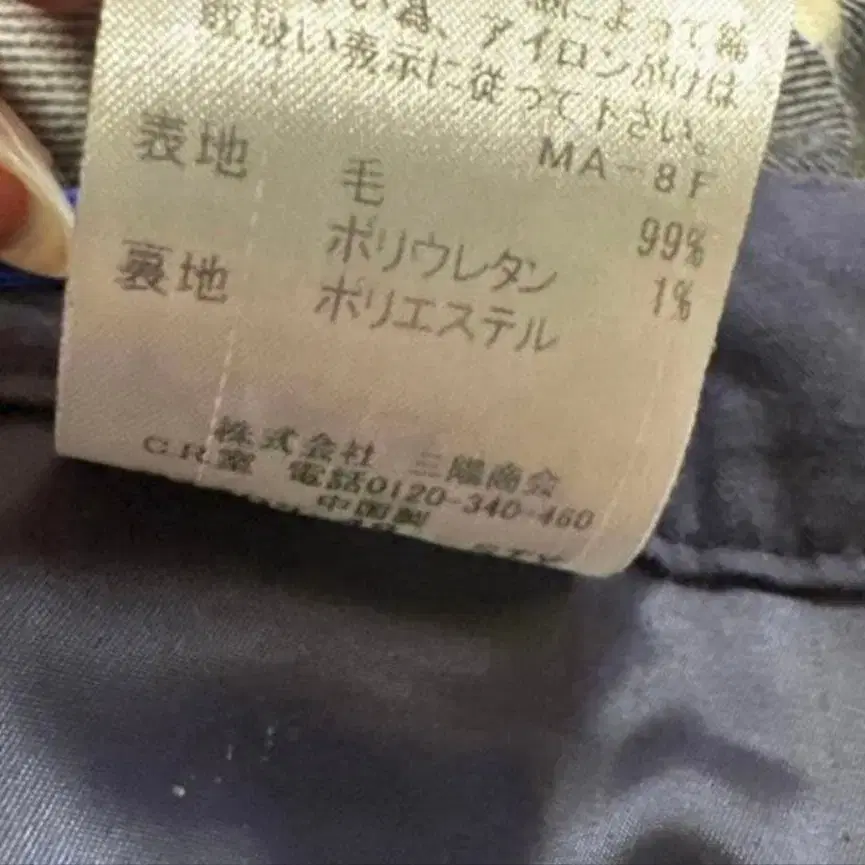 によって縮
い為、アイロンがけは
取扱い表示に従って下さい。
MA-8F
表地 毛 99%
ポリウレタン 1%
裏地 ポリエステル
株式会社 三陽商会
C.R室 電話0120-340-460
中国製